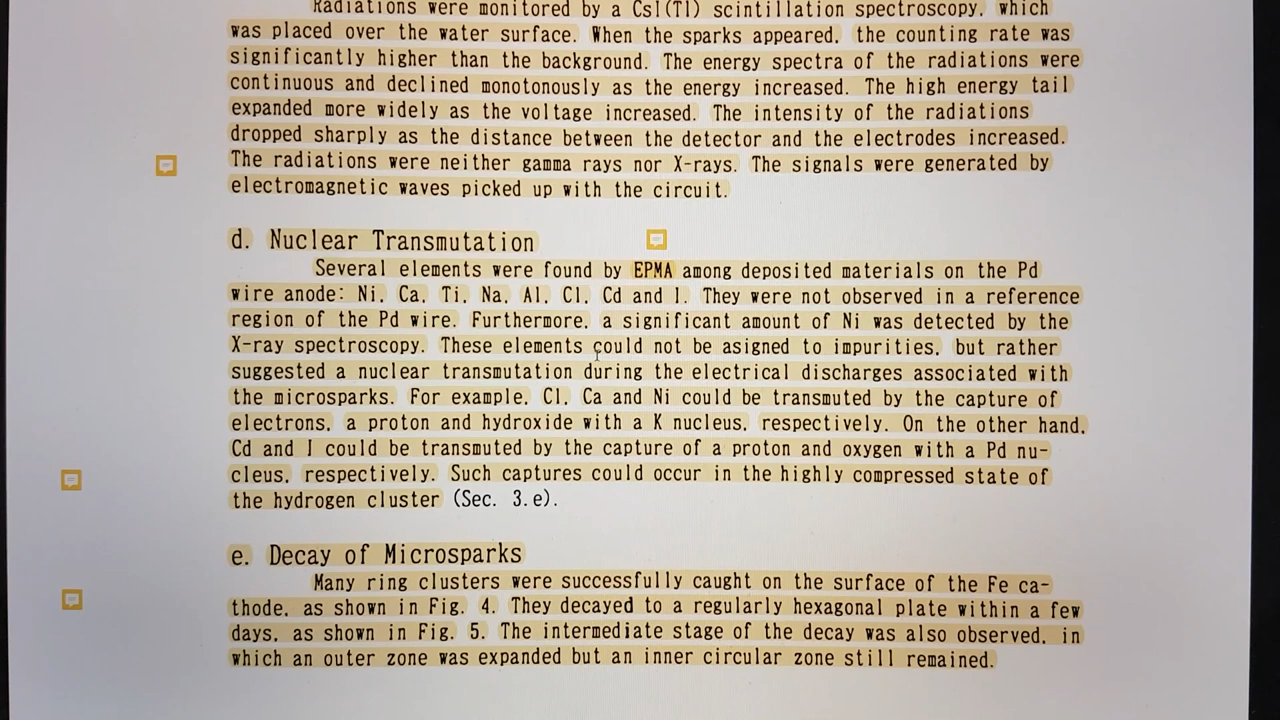 Radiations were monitored by a CsI(Tl) scintillation spectroscopy, which
was placed over the water surface. When the sparks appeared, the counting rate was
significantly higher than the background. The energy spectra of the radiations were
continuous and declined monotonously as the energy increased. The high energy tail
expanded more widely as the voltage increased. The intensity of the radiations
dropped sharply as the distance between the detector and the electrodes increased.
The radiations were neither gamma rays nor X-rays. The signals were generated by
electromagnetic waves picked up with the circuit.
d. Nuclear Transmutation
Several elements were found by EPMA among deposited materials on the Pd
wire anode: Ni, Ca, Ti, Na, Al, Cl, Cd and I. They were not observed in a reference
region of the Pd wire. Furthermore, a significant amount of Ni was detected by the
X-ray spectroscopy. These elements could not be asigned to impurities, but rather
suggested a nuclear transmutation during the electrical discharges associated with
the microsparks. For example, Cl, Ca and Ni could be transmuted by the capture of
electrons, a proton and hydroxide with a K nucleus, respectively. On the other hand,
Cd and I could be transmuted by the capture of a proton and oxygen with a Pd nu-
cleus, respectively. Such captures could occur in the highly compressed state of
the hydrogen cluster (Sec. 3.e).
e. Decay of Microsparks
Many ring clusters were successfully caught on the surface of the Fe ca-
thode, as shown in Fig. 4. They decayed to a regularly hexagonal plate within a few
days, as shown in Fig. 5. The intermediate stage of the decay was also observed, in
which an outer zone was expanded but an inner circular zone still remained.